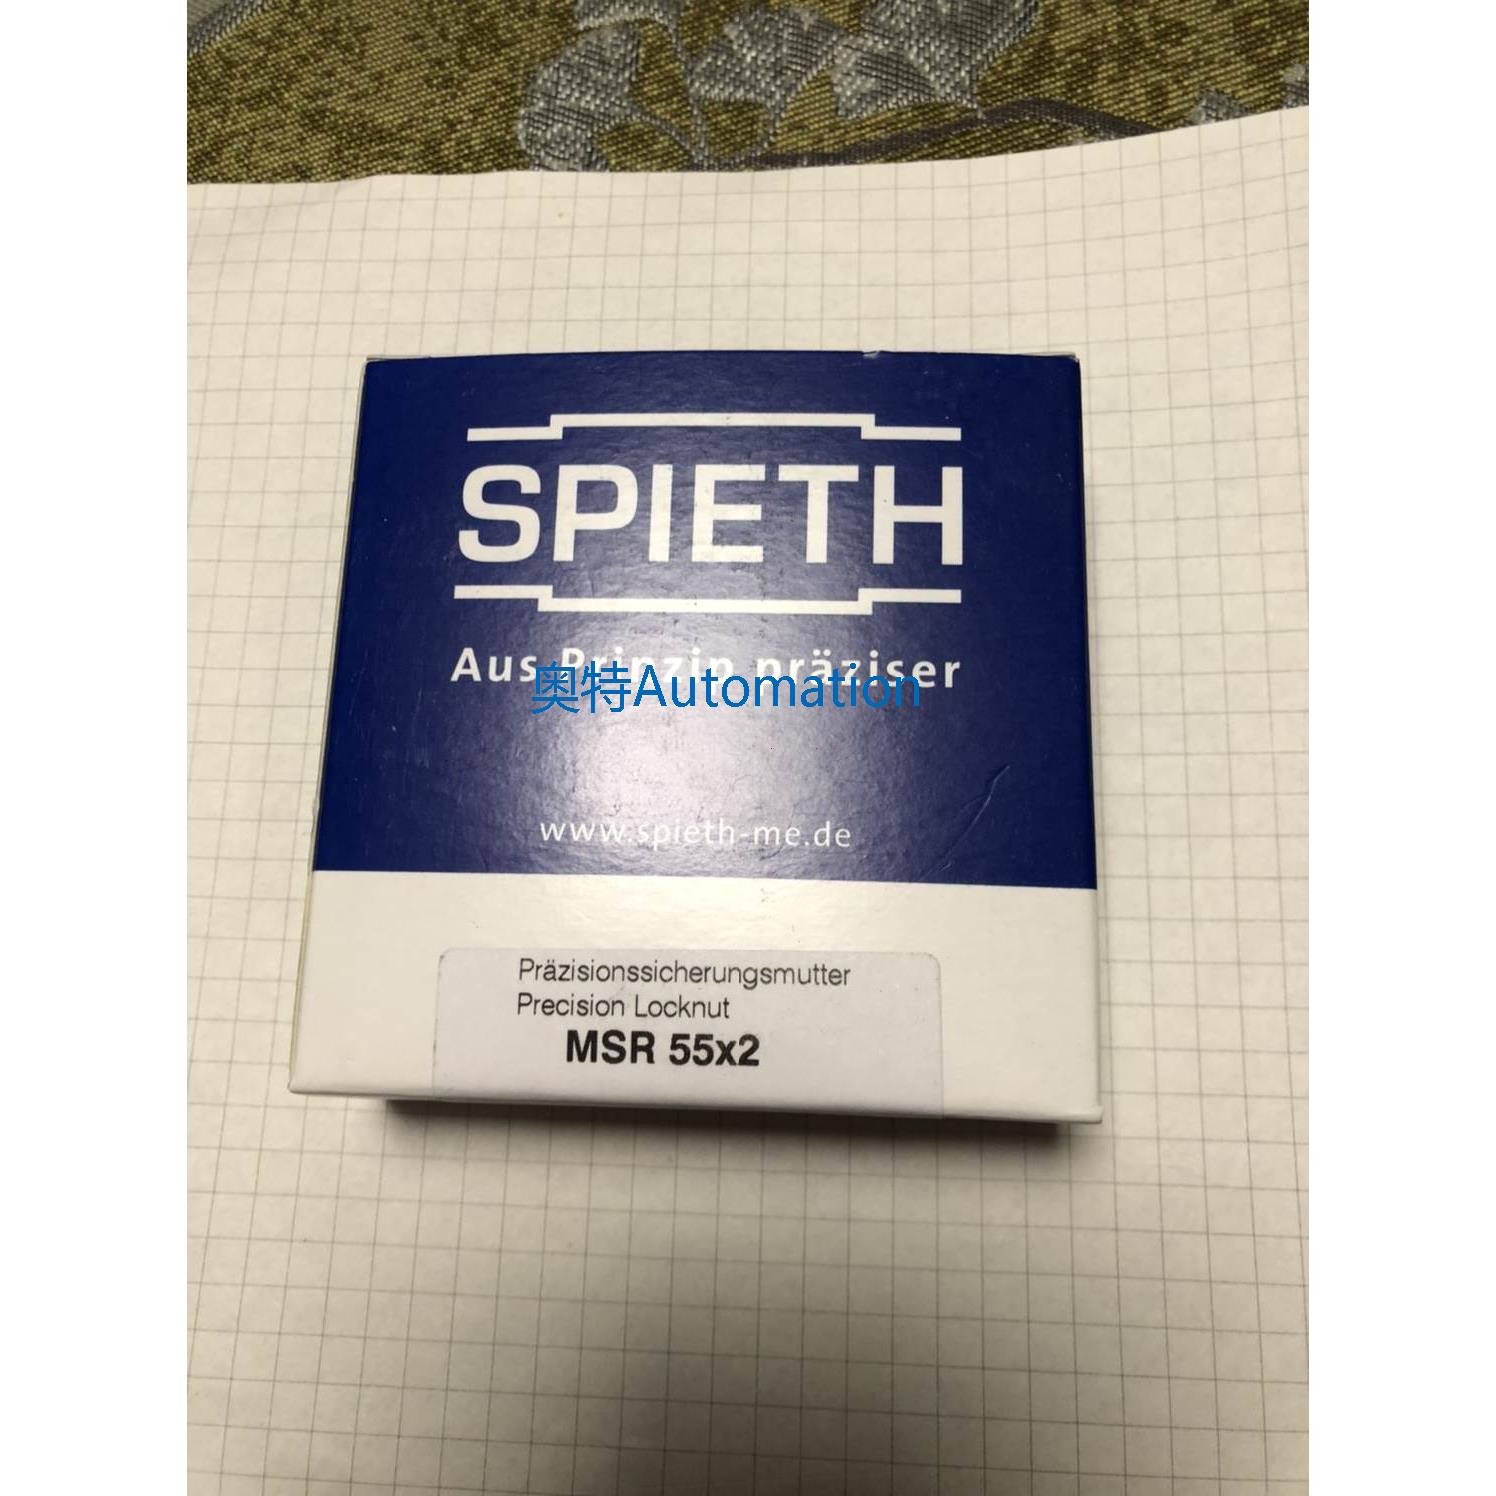 SPIETH
Aus Prinzip präziser
奥特Automation
www.spieth-me.de
Präzisionssicherungsmutter
Precision Locknut
MSR 55x2